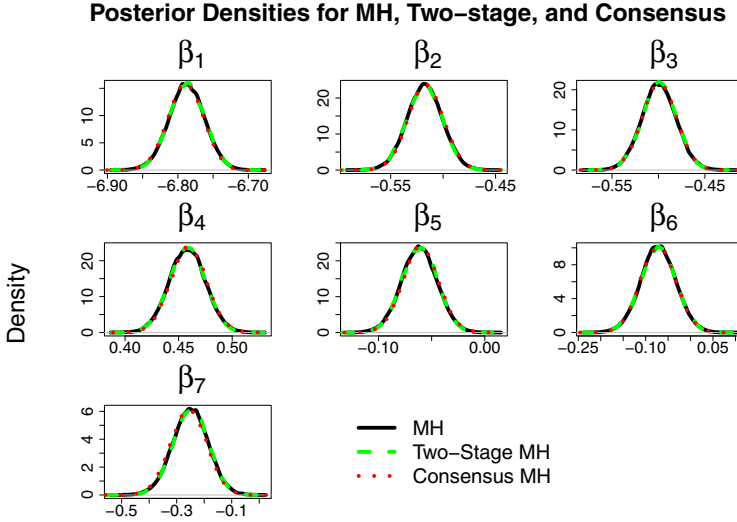 Posterior Densities for MH, Two−stage, and Consensus
β1 β2 β3
0 5 10 15
−6.90 −6.80 −6.70
0 10 20
−0.55 −0.45
0 10 20
−0.55 −0.45
β4 β5 β6
0 10 20
0.40 0.46 0.50
0 10 20
−0.10 0.00
0 4 8
−0.25 −0.10 0.05
β7
0 2 4 6
−0.5 −0.3 −0.1
Density
MH
Two−Stage MH
Consensus MH